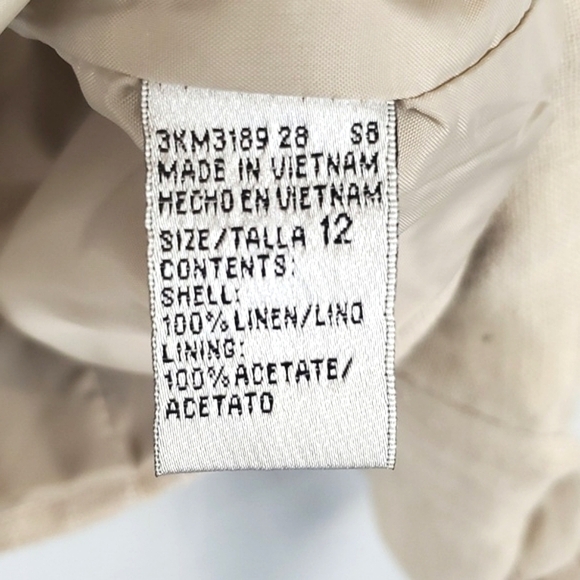 3KM3189 28 S8
MADE IN VIETNAM
HECHO EN VIETNAM
SIZE/TALLA 12
CONTENTS:
SHELL:
100% LINEN/LINO
LINING:
100% ACETATE/
ACETATO